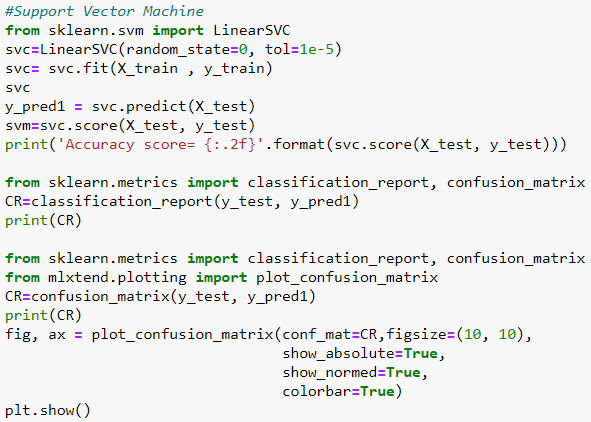 #Support Vector Machine
from sklearn.svm import LinearSVC
svc=LinearSVC(random_state=0, tol=1e-5)
svc= svc.fit(X_train , y_train)
svc
y_pred1 = svc.predict(X_test)
svm=svc.score(X_test, y_test)
print('Accuracy score= {:.2f}'.format(svc.score(X_test, y_test)))

from sklearn.metrics import classification_report, confusion_matrix
CR=classification_report(y_test, y_pred1)
print(CR)

from sklearn.metrics import classification_report, confusion_matrix
from mlxtend.plotting import plot_confusion_matrix
CR=confusion_matrix(y_test, y_pred1)
print(CR)
fig, ax = plot_confusion_matrix(conf_mat=CR,figsize=(10, 10),
                                show_absolute=True,
                                show_normed=True,
                                colorbar=True)
plt.show()